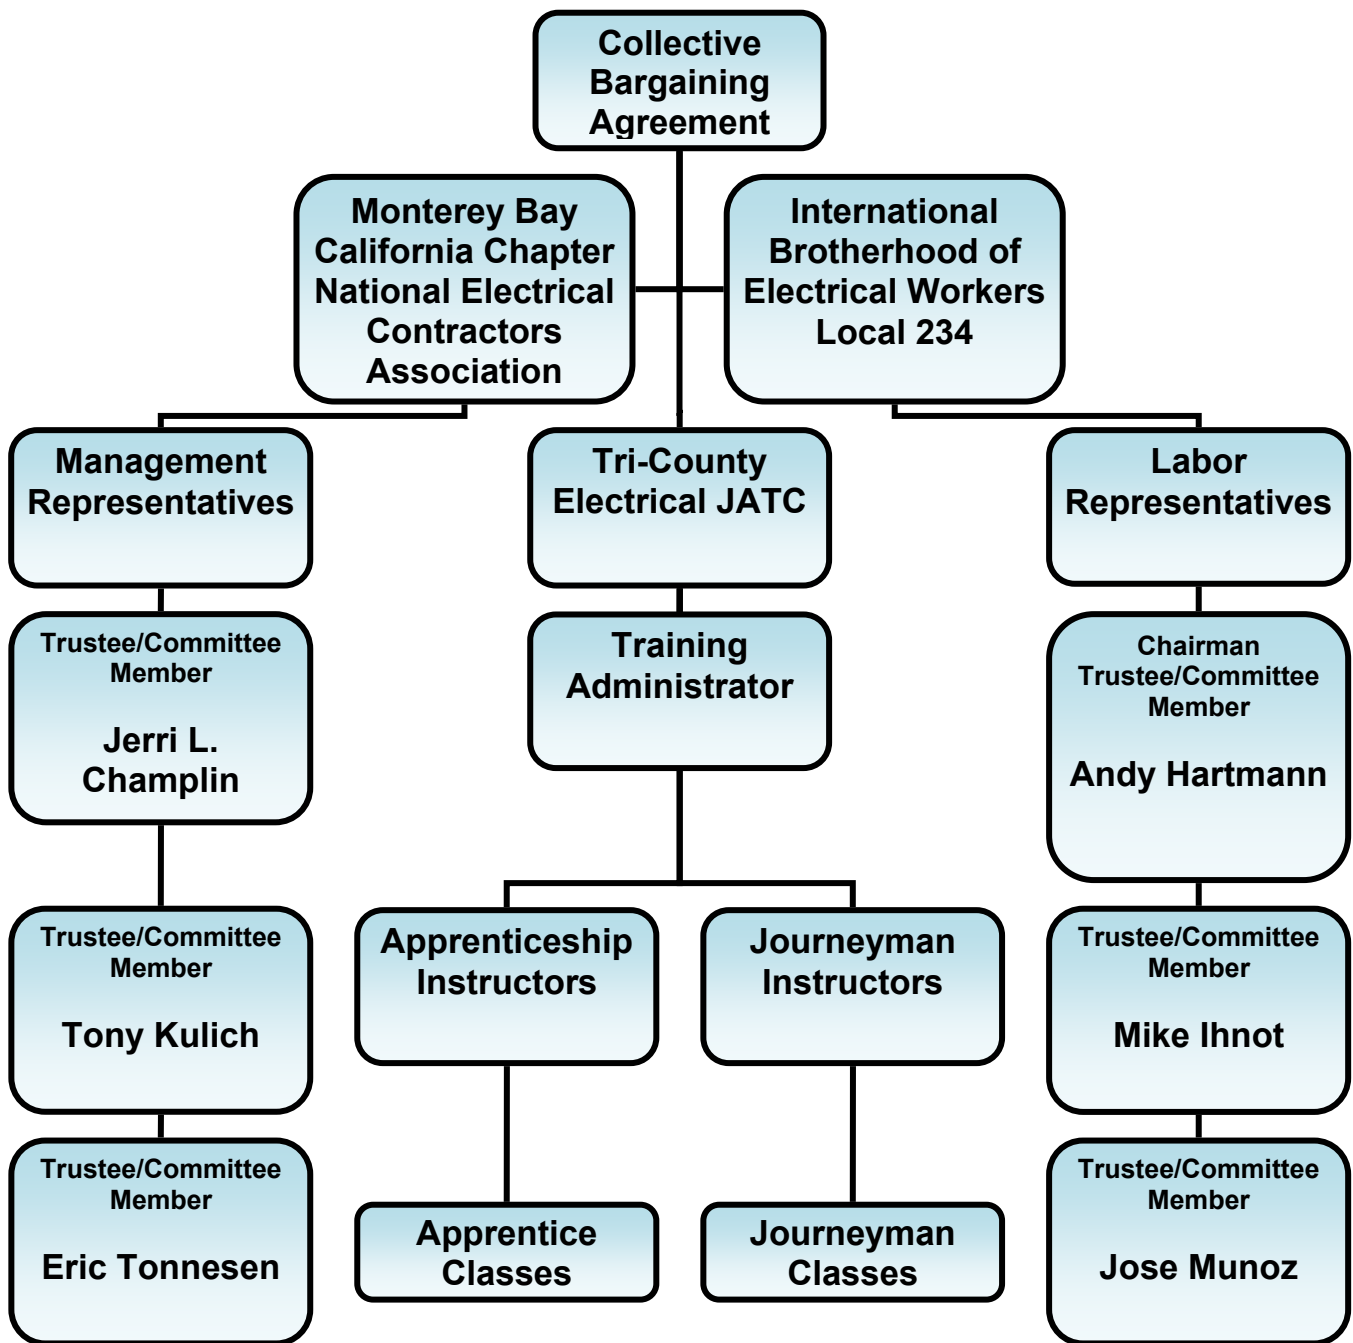 Collective
Bargaining
Agreement
Monterey Bay
California Chapter
National Electrical
Contractors
Association
International
Brotherhood of
Electrical Workers
Local 234
Management
Representatives
Tri-County
Electrical JATC
Labor
Representatives
Trustee/Committee
Member
Jerri L.
Champlin
Training
Administrator
Chairman
Trustee/Committee
Member
Andy Hartmann
Trustee/Committee
Member
Tony Kulich
Apprenticeship
Instructors
Journeyman
Instructors
Trustee/Committee
Member
Mike Ihnot
Trustee/Committee
Member
Eric Tonnesen
Apprentice
Classes
Journeyman
Classes
Trustee/Committee
Member
Jose Munoz